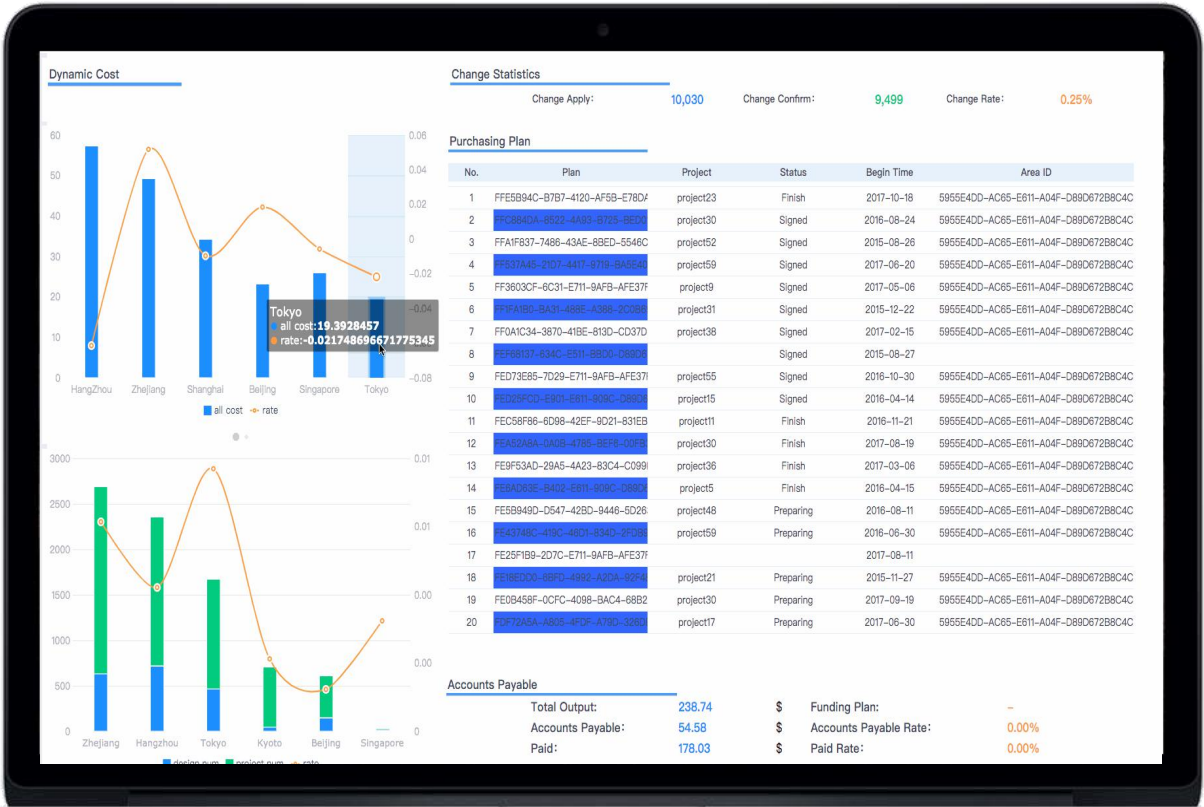 Dynamic Cost
60
50
40
30
20
10
0
0.06
0.04
0.02
0
-0.02
-0.04
-0.08
HangZhou Zhejiang Shanghai Beijing Singapore Tokyo
Tokyo
all cost:19.3928457
rate:-0.021748696671775345
all cost rate
3000
2500
2000
1500
1000
500
0
0.01
0.01
0.00
0.00
0
Zhejiang Hangzhou Tokyo Kyoto Beijing Singapore
design num project num rate
Change Statistics
Change Apply: 10,030 Change Confirm: 9,499 Change Rate: 0.25%
Purchasing Plan
No. Plan Project Status Begin Time Area ID
1 FFE5B94C-B7B7-4120-AF5B-E78DA project23 Finish 2017-10-18 5955E4DD-AC65-E611-A04F-D89D672B8C4C
2 project30 Signed 2016-08-24 5955E4DD-AC65-E611-A04F-D89D672B8C4C
3 FFA1F837-7486-43AE-8BED-5546C project52 Signed 2015-08-26 5955E4DD-AC65-E611-A04F-D89D672B8C4C
4 project59 Signed 2017-06-20 5955E4DD-AC65-E611-A04F-D89D672B8C4C
5 FF3603CF-6C31-E711-9AFB-AFE37F project9 Signed 2017-05-06 5955E4DD-AC65-E611-A04F-D89D672B8C4C
6 project31 Signed 2015-12-22 5955E4DD-AC65-E611-A04F-D89D672B8C4C
7 FF0A1C34-3870-41BE-813D-CD37D project38 Signed 2017-02-15 5955E4DD-AC65-E611-A04F-D89D672B8C4C
8 Signed 2015-08-27
9 FED73E85-7D29-E711-9AFB-AFE37 project55 Signed 2016-10-30 5955E4DD-AC65-E611-A04F-D89D672B8C4C
10 project15 Signed 2016-04-14 5955E4DD-AC65-E611-A04F-D89D672B8C4C
11 FEC58F86-6D98-42EF-9D21-831EB project11 Finish 2016-11-21 5955E4DD-AC65-E611-A04F-D89D672B8C4C
12 project30 Finish 2017-08-19 5955E4DD-AC65-E611-A04F-D89D672B8C4C
13 FE9F53AD-29A5-4A23-83C4-C099 project36 Finish 2017-03-06 5955E4DD-AC65-E611-A04F-D89D672B8C4C
14 project5 Finish 2016-04-15 5955E4DD-AC65-E611-A04F-D89D672B8C4C
15 FE5B949D-D547-42BD-9446-5D26 project48 Preparing 2016-08-11 5955E4DD-AC65-E611-A04F-D89D672B8C4C
16 project59 Preparing 2016-06-30 5955E4DD-AC65-E611-A04F-D89D672B8C4C
17 FE25F1B9-2D7C-E711-9AFB-AFE37F 2017-08-11
18 project21 Preparing 2015-11-27 5955E4DD-AC65-E611-A04F-D89D672B8C4C
19 FE0B458F-0CFC-4098-BAC4-68B2 project30 Preparing 2017-09-19 5955E4DD-AC65-E611-A04F-D89D672B8C4C
20 project17 Preparing 2017-06-30 5955E4DD-AC65-E611-A04F-D89D672B8C4C
Accounts Payable
Total Output: 238.74 $ Funding Plan: –
Accounts Payable: 54.58 $ Accounts Payable Rate: 0.00%
Paid: 178.03 $ Paid Rate: 0.00%